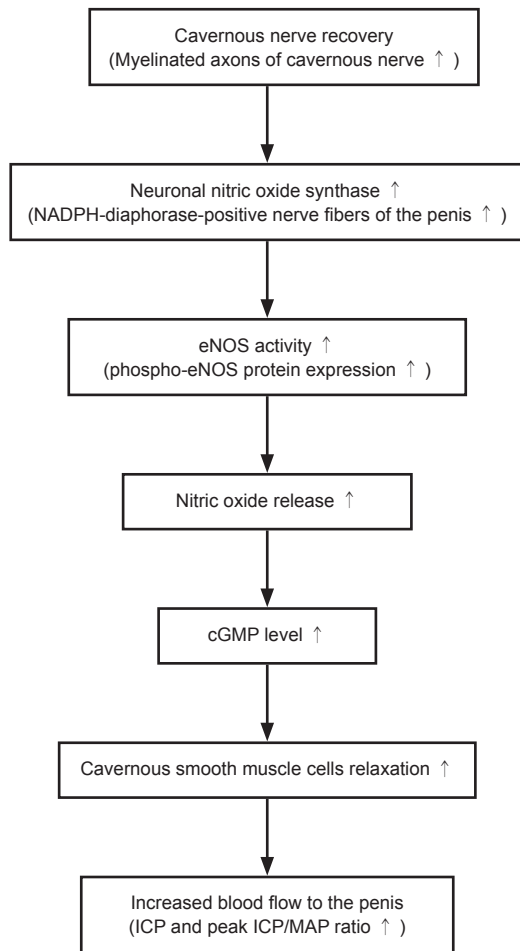 Cavernous nerve recovery
(Myelinated axons of cavernous nerve ↑ )
Neuronal nitric oxide synthase ↑
(NADPH-diaphorase-positive nerve fibers of the penis ↑ )
eNOS activity ↑
(phospho-eNOS protein expression ↑ )
Nitric oxide release ↑
cGMP level ↑
Cavernous smooth muscle cells relaxation ↑
Increased blood flow to the penis
(ICP and peak ICP/MAP ratio ↑ )